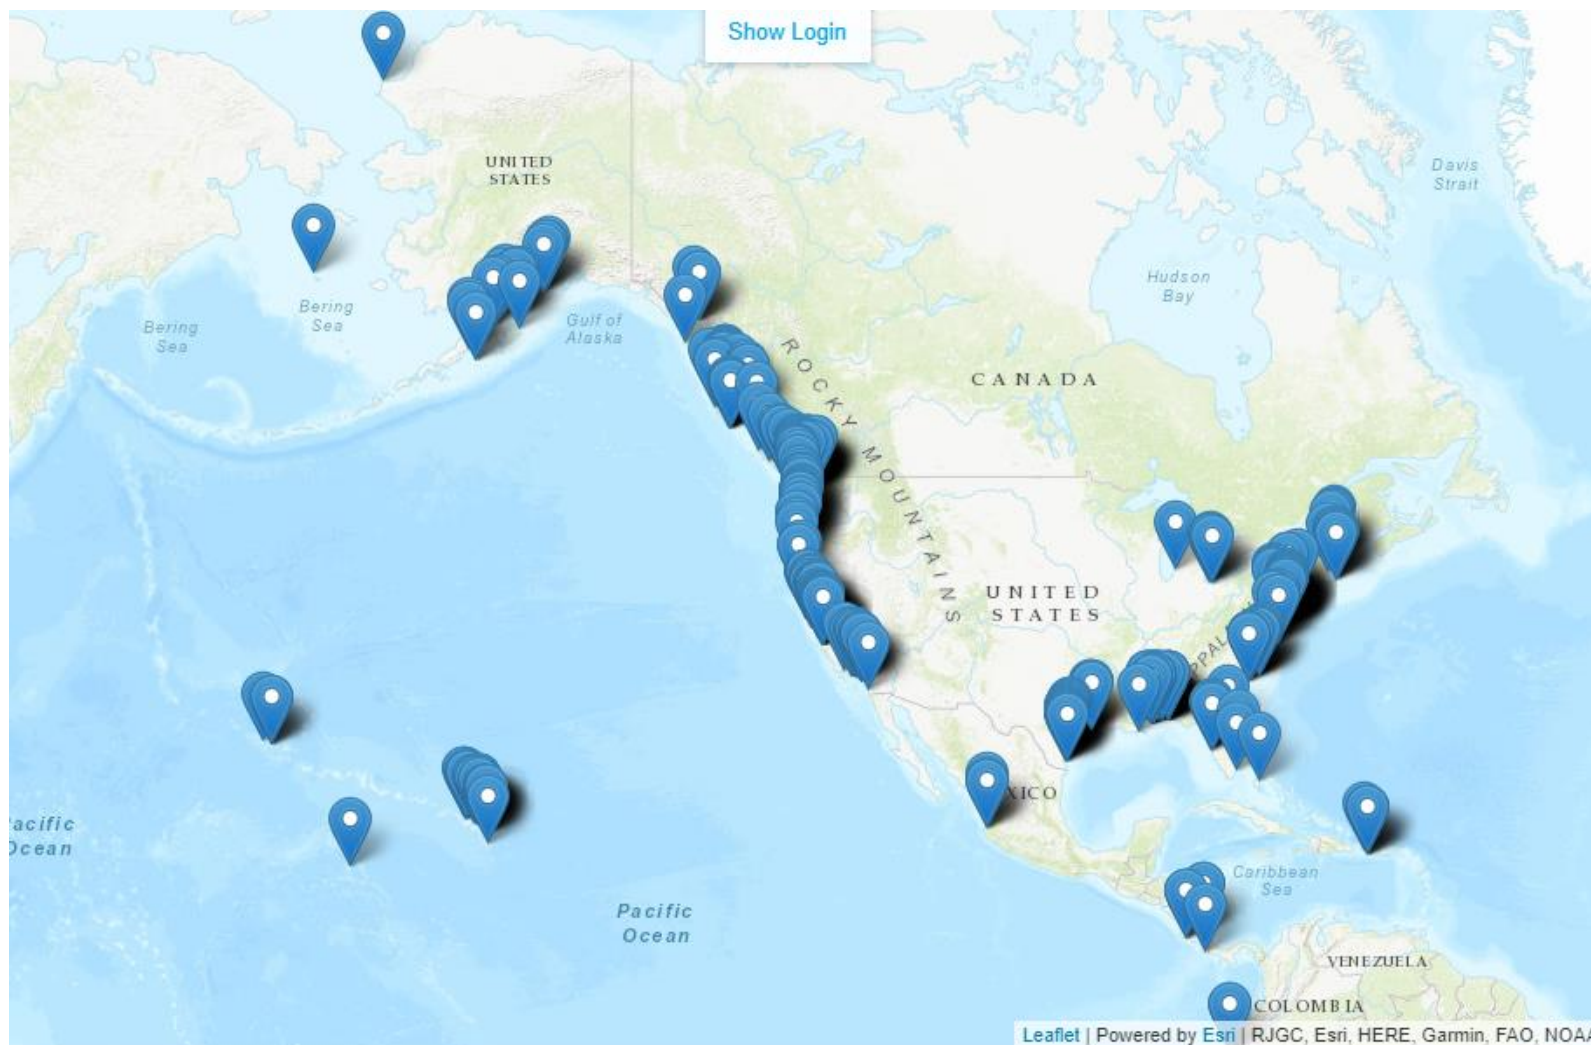 Show Login
UNITED
STATES
Davis
Strait
Hudson
Bay
Bering
Sea
Bering
Sea
Gulf of
Alaska
ROCKY MOUNTAINS
CANADA
UNITED
STATES
PPAL
XICO
acific
cean
Caribbean
Sea
Pacific
Ocean
VENEZUELA
COLOMBIA
Leaflet | Powered by Esri | RJGC, Esri, HERE, Garmin, FAO, NOAA